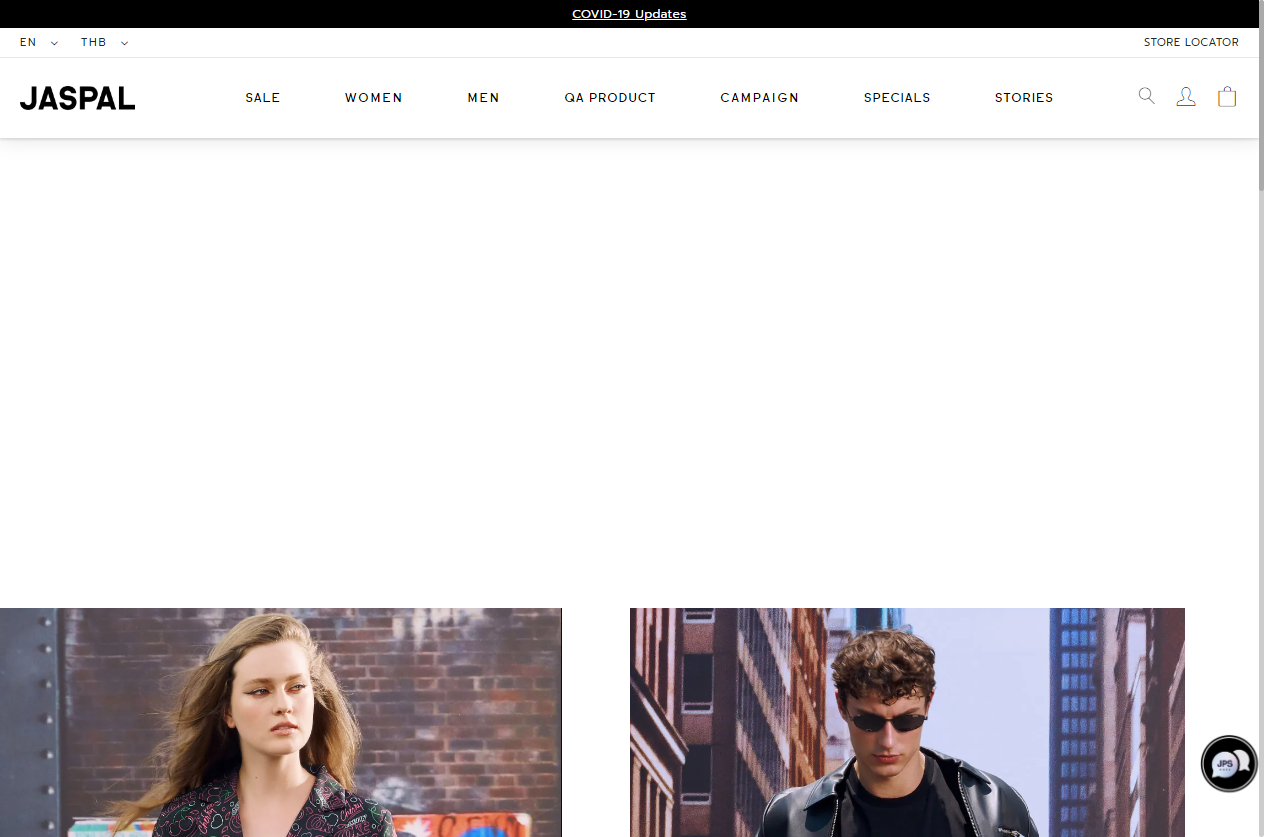 COVID-19 Updates
EN THB STORE LOCATOR
JASPAL SALE WOMEN MEN QA PRODUCT CAMPAIGN SPECIALS STORIES
JPS